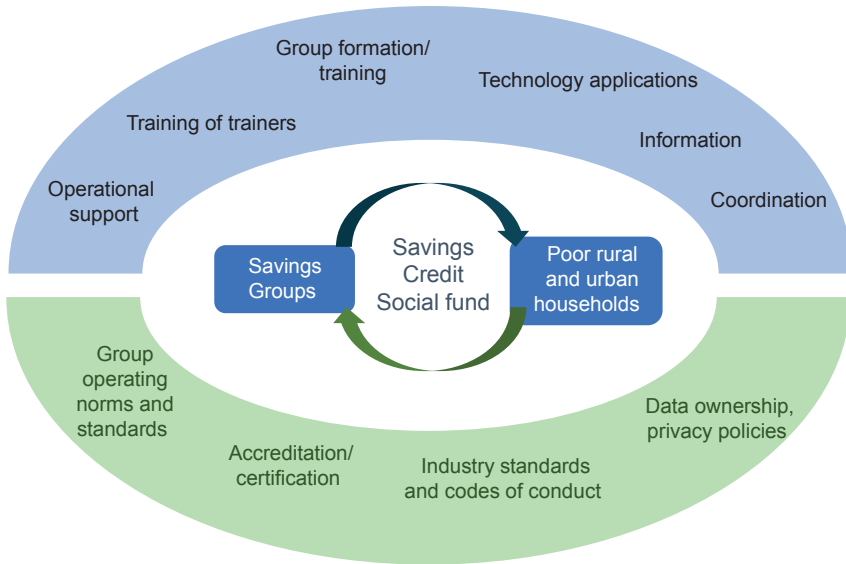 Group formation/
training
Technology applications
Training of trainers
Information
Operational
support
Coordination
Savings
Groups
Savings
Credit
Social fund
Poor rural
and urban
households
Group
operating
norms and
standards
Accreditation/
certification
Industry standards
and codes of conduct
Data ownership,
privacy policies